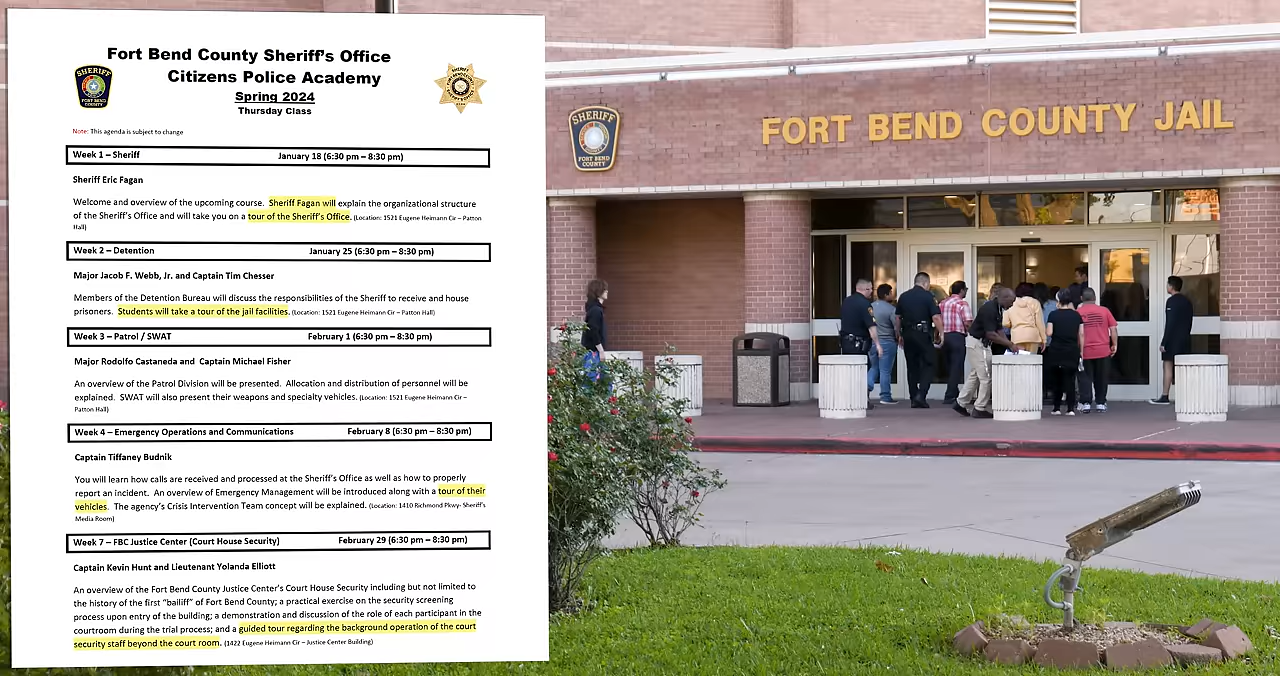 Fort Bend County Sheriff's Office
Citizens Police Academy
Spring 2024
Thursday Class
SHERIFF
FORT BEND
COUNTY
Note: This agenda is subject to change
Week 1 – Sheriff January 18 (6:30 pm – 8:30 pm)
Sheriff Eric Fagan
Welcome and overview of the upcoming course. Sheriff Fagan will explain the organizational structure
of the Sheriff's Office and will take you on a tour of the Sheriff's Office. (Location: 1521 Eugene Heimann Cir – Patton
Hall)
Week 2 – Detention January 25 (6:30 pm – 8:30 pm)
Major Jacob F. Webb, Jr. and Captain Tim Chesser
Members of the Detention Bureau will discuss the responsibilities of the Sheriff to receive and house
prisoners. Students will take a tour of the jail facilities. (Location: 1521 Eugene Heimann Cir – Patton Hall)
Week 3 – Patrol / SWAT February 1 (6:30 pm – 8:30 pm)
Major Rodolfo Castaneda and Captain Michael Fisher
An overview of the Patrol Division will be presented. Allocation and distribution of personnel will be
explained. SWAT will also present their weapons and specialty vehicles. (Location: 1521 Eugene Heimann Cir –
Patton Hall)
Week 4 – Emergency Operations and Communications February 8 (6:30 pm – 8:30 pm)
Captain Tiffaney Budnik
You will learn how calls are received and processed at the Sheriff's Office as well as how to properly
report an incident. An overview of Emergency Management will be introduced along with a tour of their
vehicles. The agency's Crisis Intervention Team concept will be explained. (Location: 1410 Richmond Pkwy- Sheriff's
Media Room)
Week 7 – FBC Justice Center (Court House Security) February 29 (6:30 pm – 8:30 pm)
Captain Kevin Hunt and Lieutenant Yolanda Elliott
An overview of the Fort Bend County Justice Center's Court House Security including but not limited to
the history of the first "bailiff" of Fort Bend County; a practical exercise on the security screening
process upon entry of the building; a demonstration and discussion of the role of each participant in the
courtroom during the trial process; and a guided tour regarding the background operation of the court
security staff beyond the court room. (1422 Eugene Heimann Cir – Justice Center Building)
SHERIFF
FORT BEND
COUNTY
FORT BEND COUNTY JAIL